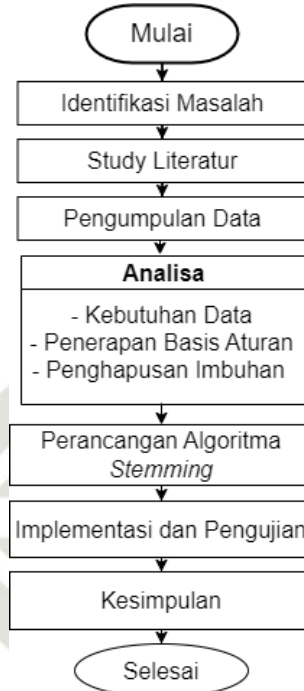 Mulai
Identifikasi Masalah
Study Literatur
Pengumpulan Data
Analisa
- Kebutuhan Data
- Penerapan Basis Aturan
- Penghapusan Imbuhan
Perancangan Algoritma
Stemming
Implementasi dan Pengujian
Kesimpulan
Selesai